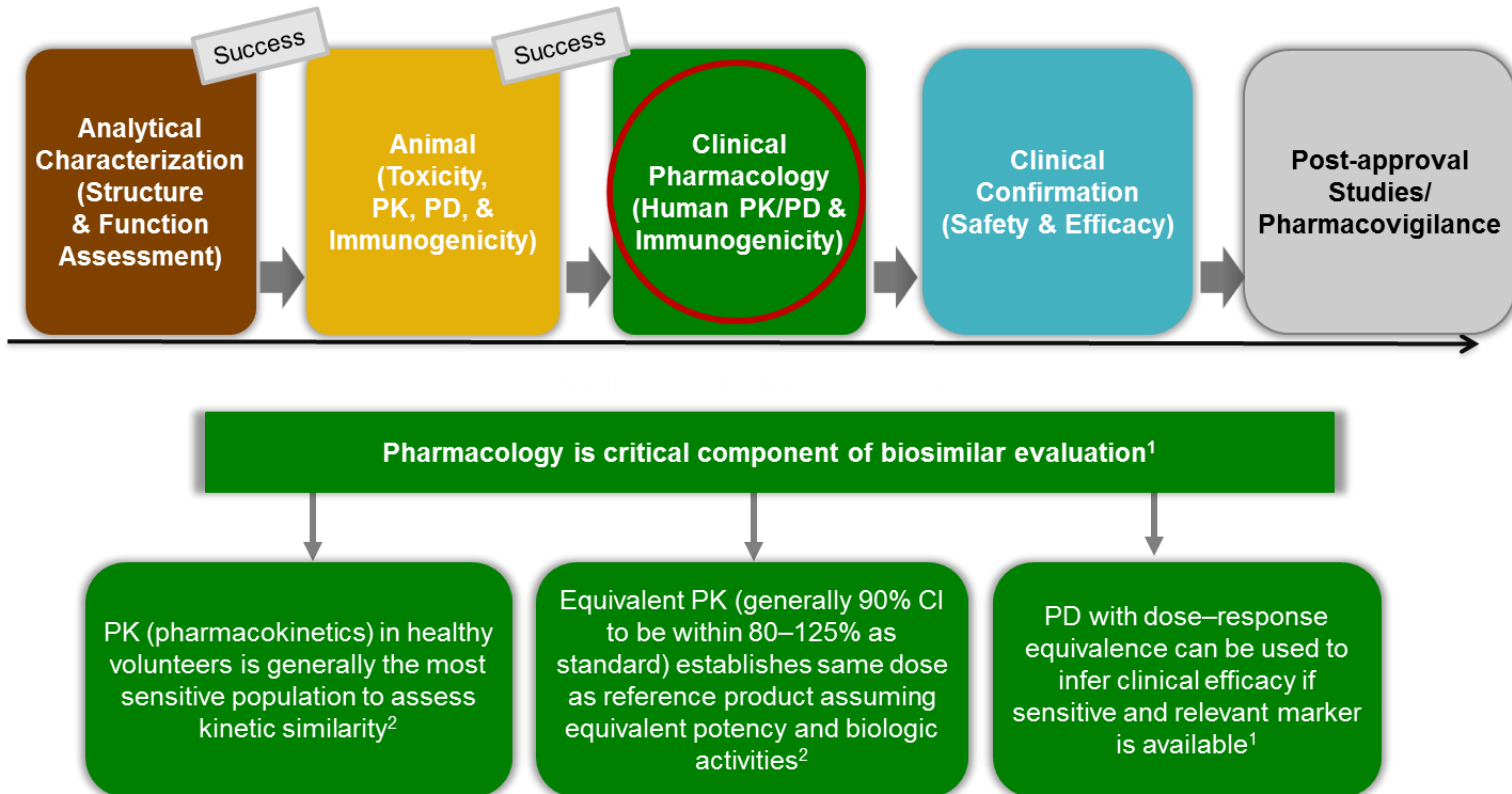 Success
Success
Analytical
Characterization
(Structure
& Function
Assessment)
Animal
(Toxicity,
PK, PD, &
Immunogenicity)
Clinical
Pharmacology
(Human PK/PD &
Immunogenicity)
Clinical
Confirmation
(Safety & Efficacy)
Post-approval
Studies/
Pharmacovigilance
Pharmacology is critical component of biosimilar evaluation¹
PK (pharmacokinetics) in healthy
volunteers is generally the most
sensitive population to assess
kinetic similarity²
Equivalent PK (generally 90% CI
to be within 80–125% as
standard) establishes same dose
as reference product assuming
equivalent potency and biologic
activities²
PD with dose–response
equivalence can be used to
infer clinical efficacy if
sensitive and relevant marker
is available¹